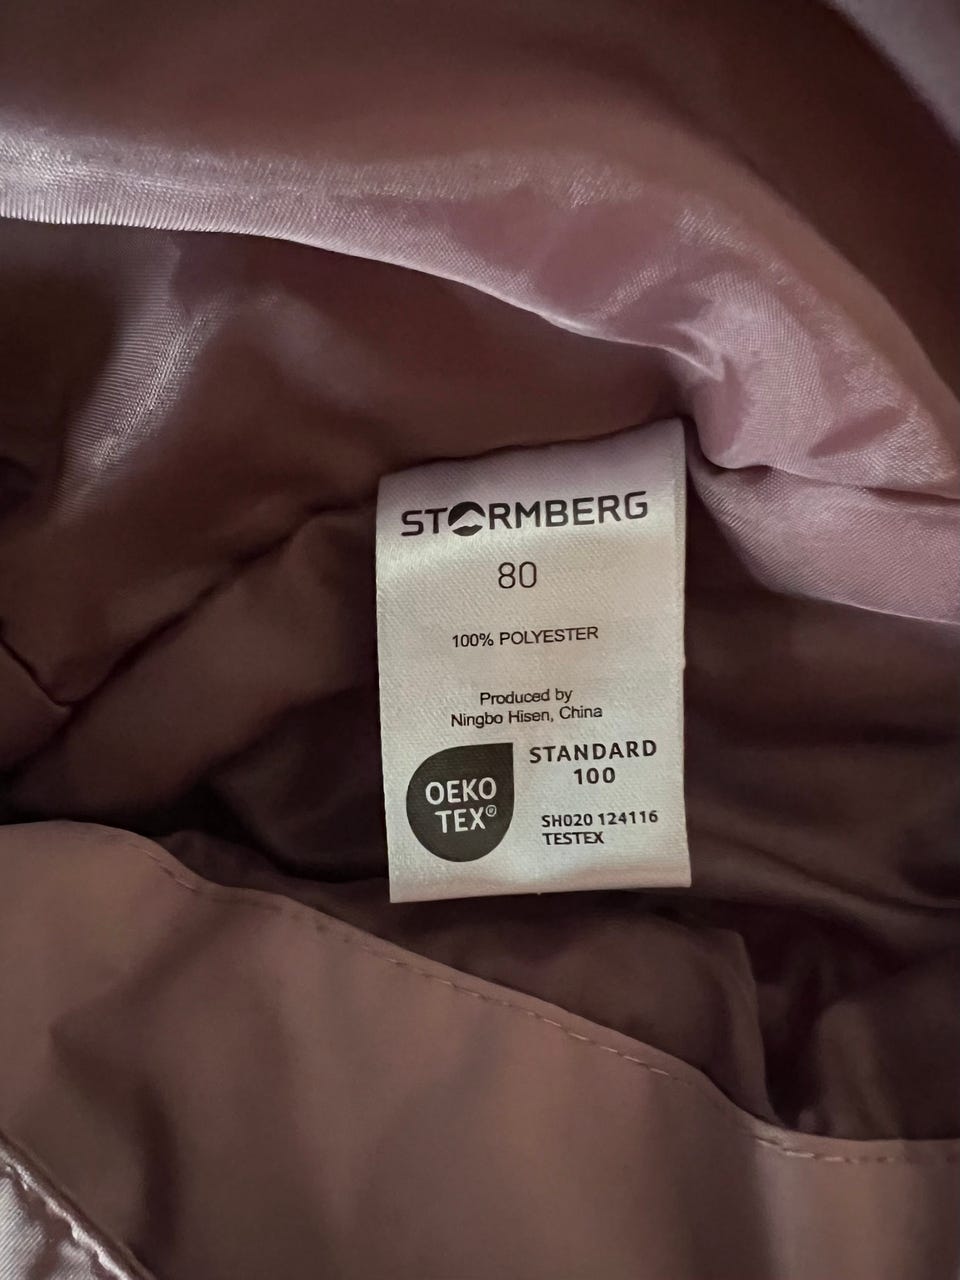 STORMBERG
80
100% POLYESTER
Produced by
Ningbo Hisen, China
OEKO
TEX®
STANDARD
100
SH020 124116
TESTEX